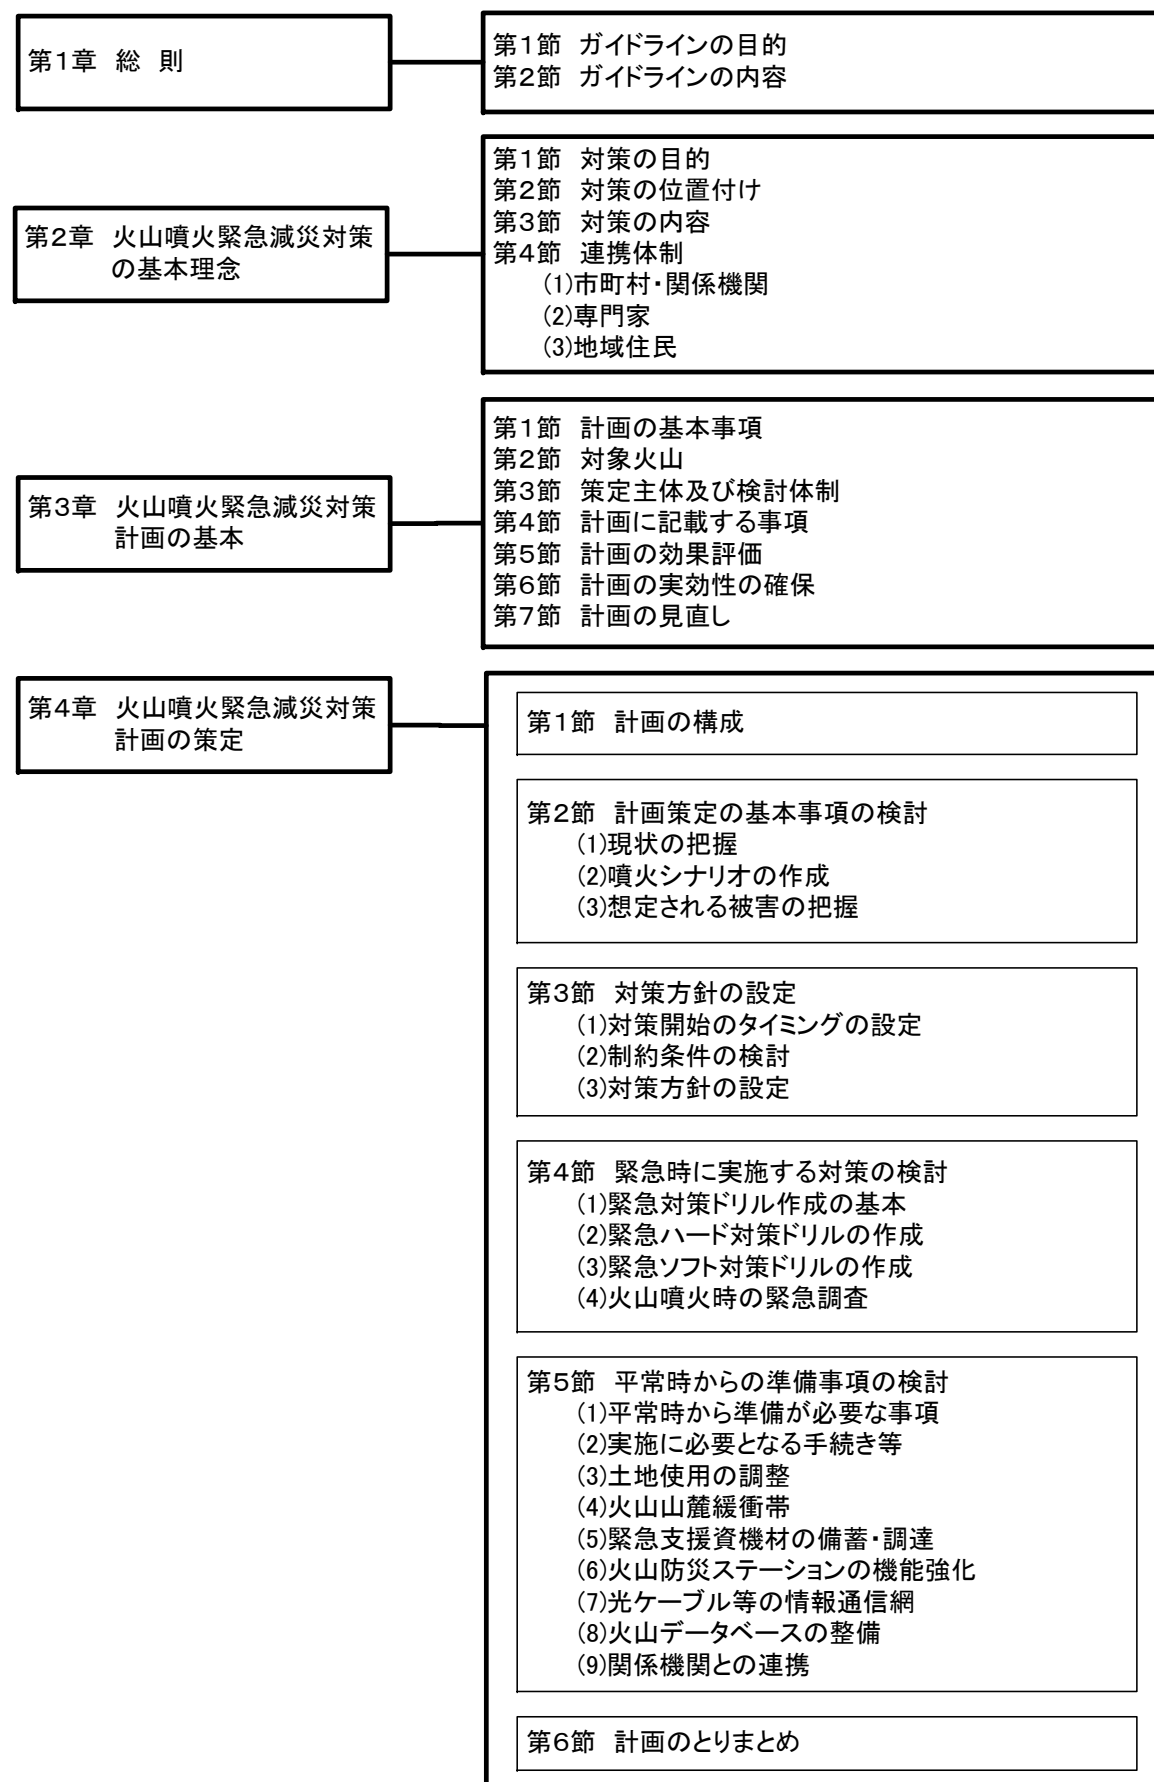 第1章　総　則
第1節　ガイドラインの目的
第2節　ガイドラインの内容
第2章　火山噴火緊急減災対策
の基本理念
第1節　対策の目的
第2節　対策の位置付け
第3節　対策の内容
第4節　連携体制
(1)市町村・関係機関
(2)専門家
(3)地域住民
第3章　火山噴火緊急減災対策
計画の基本
第1節　計画の基本事項
第2節　対象火山
第3節　策定主体及び検討体制
第4節　計画に記載する事項
第5節　計画の効果評価
第6節　計画の実効性の確保
第7節　計画の見直し
第4章　火山噴火緊急減災対策
計画の策定
第1節　計画の構成
第2節　計画策定の基本事項の検討
(1)現状の把握
(2)噴火シナリオの作成
(3)想定される被害の把握
第3節　対策方針の設定
(1)対策開始のタイミングの設定
(2)制約条件の検討
(3)対策方針の設定
第4節　緊急時に実施する対策の検討
(1)緊急対策ドリル作成の基本
(2)緊急ハード対策ドリルの作成
(3)緊急ソフト対策ドリルの作成
(4)火山噴火時の緊急調査
第5節　平常時からの準備事項の検討
(1)平常時から準備が必要な事項
(2)実施に必要となる手続き等
(3)土地使用の調整
(4)火山山麓緩衝帯
(5)緊急支援資機材の備蓄・調達
(6)火山防災ステーションの機能強化
(7)光ケーブル等の情報通信網
(8)火山データベースの整備
(9)関係機関との連携
第6節　計画のとりまとめ